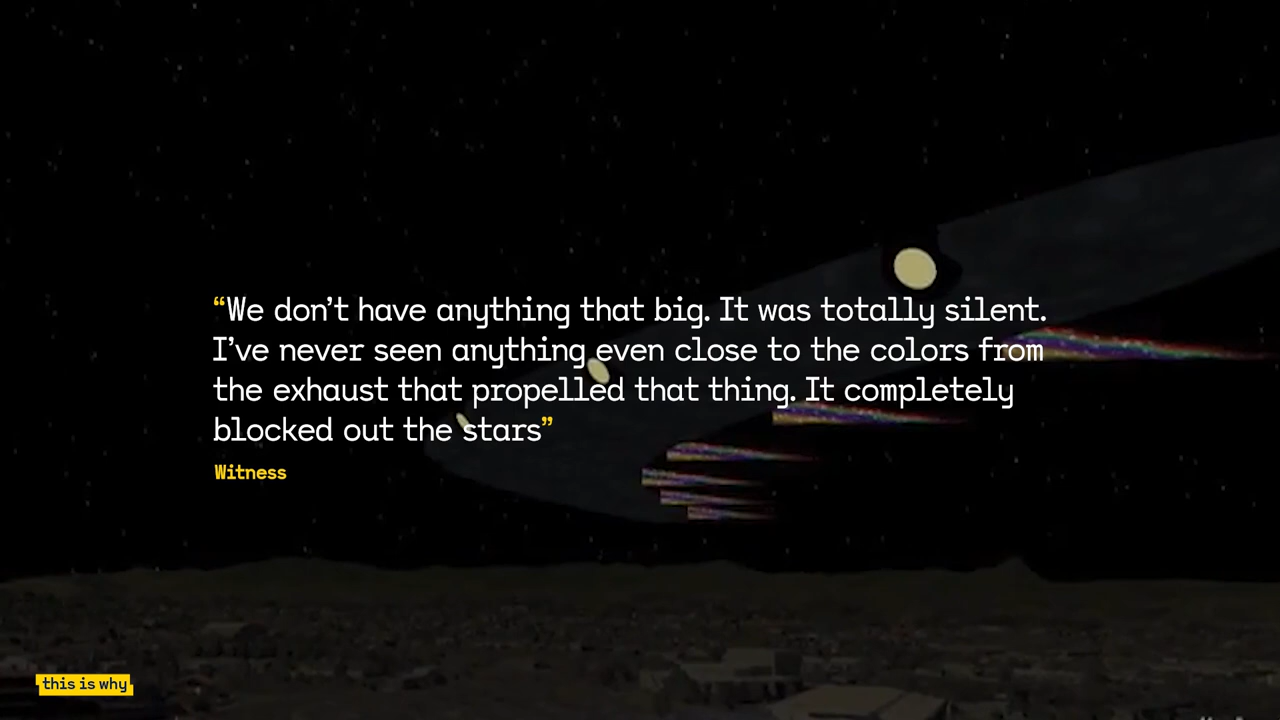 “We don’t have anything that big. It was totally silent.
I’ve never seen anything even close to the colors from
the exhaust that propelled that thing. It completely
blocked out the stars”
Witness
this is why